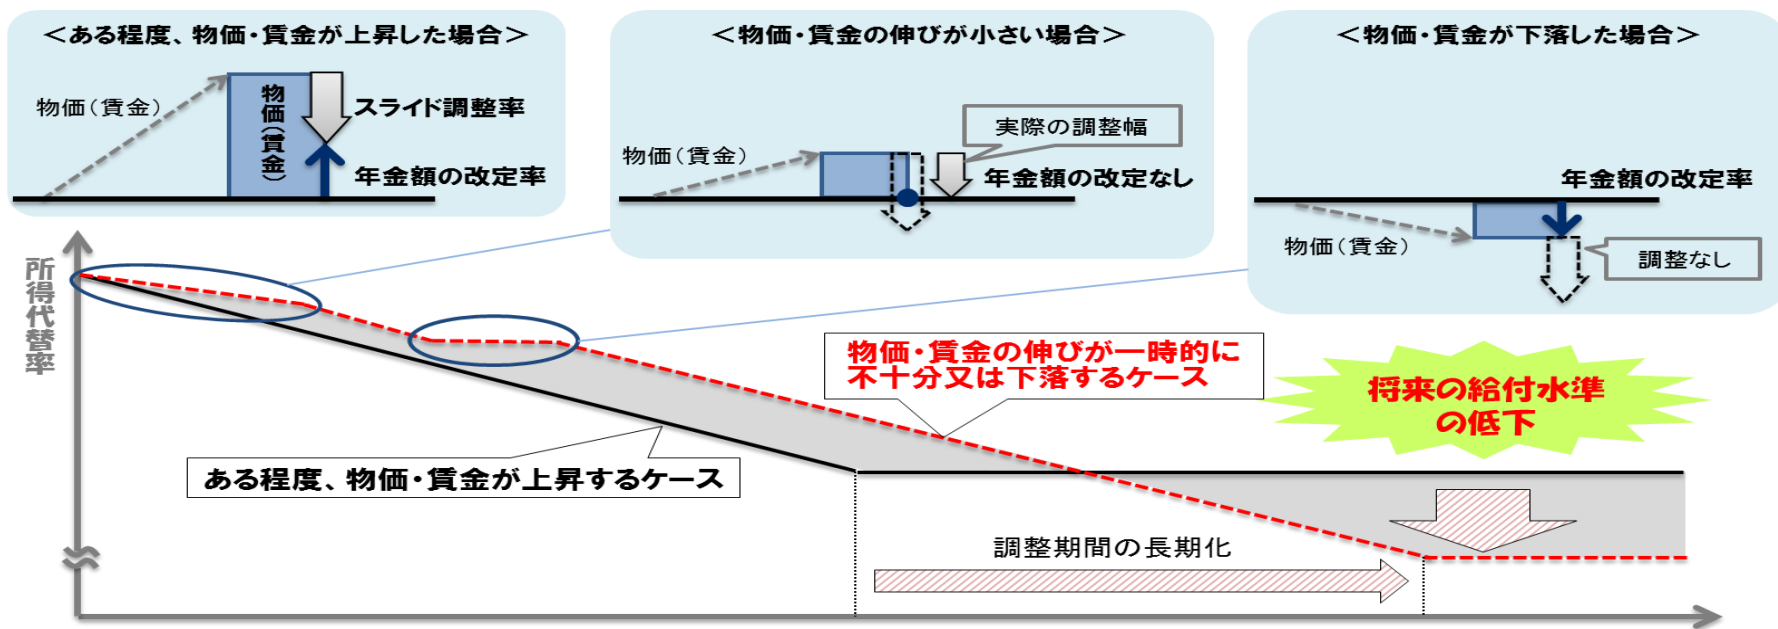 ＜ある程度、物価・賃金が上昇した場合＞
物価（賃金）
物価（賃金）
スライド調整率
年金額の改定率
＜物価・賃金の伸びが小さい場合＞
物価（賃金）
実際の調整幅
年金額の改定なし
＜物価・賃金が下落した場合＞
年金額の改定率
物価（賃金）
調整なし
所得代替率
物価・賃金の伸びが一時的に
不十分又は下落するケース
将来の給付水準
の低下
ある程度、物価・賃金が上昇するケース
調整期間の長期化